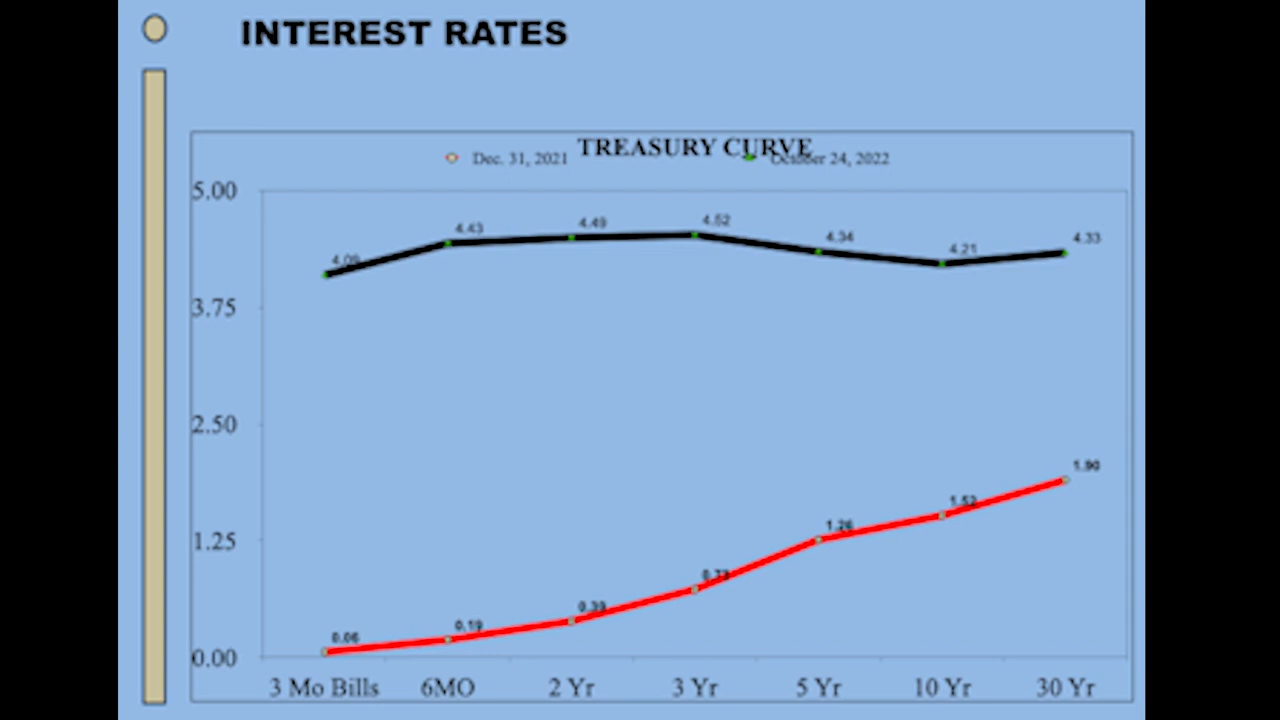 INTEREST RATES
TREASURY CURVE
Dec. 31, 2021
October 24, 2022
5.00
3.75
2.50
1.25
0.00
4.09
4.43
4.49
4.52
4.34
4.21
4.33
0.06
0.19
0.39
1.26
1.52
1.90
3 Mo Bills
6MO
2 Yr
3 Yr
5 Yr
10 Yr
30 Yr